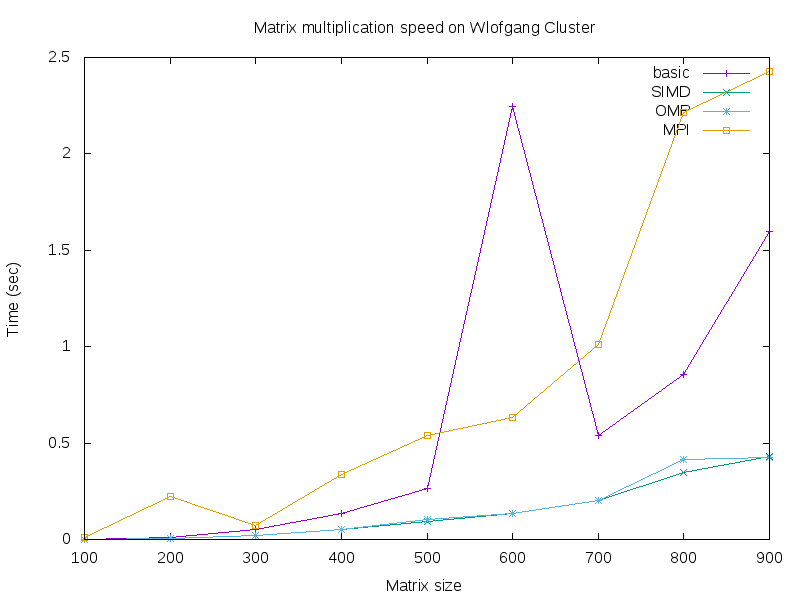 Matrix multiplication speed on Wlofgang Cluster
2.5
2
1.5
1
0.5
0
Time (sec)
basic
SIMD
OMP
MPI
100 200 300 400 500 600 700 800 900
Matrix size